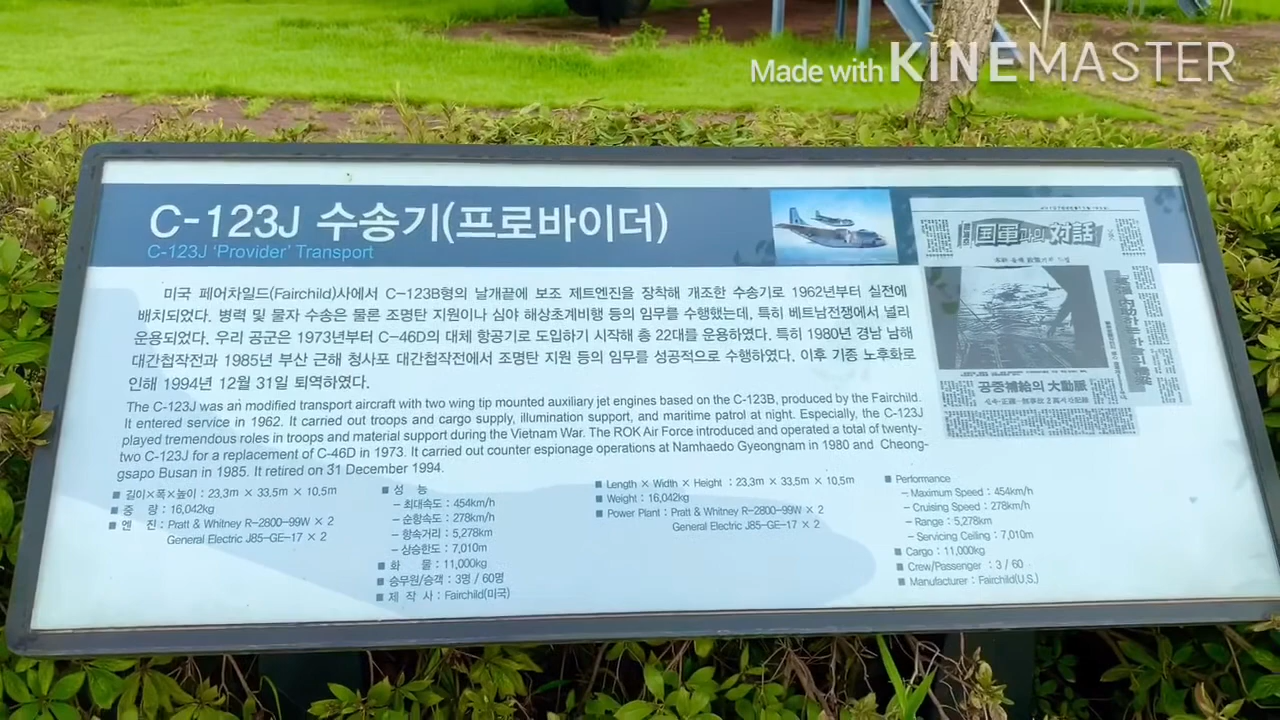 Made with KINEMASTER
C-123J 수송기(프로바이더)
C-123J 'Provider' Transport
国軍과의 対話
미국 페어차일드(Fairchild)사에서 C-123B형의 날개끝에 보조 제트엔진을 장착해 개조한 수송기로 1962년부터 실전에
배치되었다. 병력 및 물자 수송은 물론 조명탄 지원이나 심야 해상초계비행 등의 임무를 수행했는데, 특히 베트남전쟁에서 널리
운용되었다. 우리 공군은 1973년부터 C-46D의 대체 항공기로 도입하기 시작해 총 22대를 운용하였다. 특히 1980년 경남 남해
대간첩작전과 1985년 부산 근해 청사포 대간첩작전에서 조명탄 지원 등의 임무를 성공적으로 수행하였다. 이후 기종 노후화로
인해 1994년 12월 31일 퇴역하였다.
공중補給의 大動脈
The C-123J was an modified transport aircraft with two wing tip mounted auxiliary jet engines based on the C-123B, produced by the Fairchild.
It entered service in 1962. It carried out troops and cargo supply, illumination support, and maritime patrol at night. Especially, the C-123J
played tremendous roles in troops and material support during the Vietnam War. The ROK Air Force introduced and operated a total of twenty-
two C-123J for a replacement of C-46D in 1973. It carried out counter espionage operations at Namhaedo Gyeongnam in 1980 and Cheong-
gsapo Busan in 1985. It retired on 31 December 1994.
■ 길이×폭×높이 : 23,3m × 33,5m × 10,5m
■ 중 량 : 16,042kg
■ 엔 진 : Pratt & Whitney R-2800-99W × 2
General Electric J85-GE-17 × 2
■ 성 능
- 최대속도 : 454km/h
- 순항속도 : 278km/h
- 항속거리 : 5,278km
- 상승한도 : 7,010m
■ 화 물 : 11,000kg
■ 승무원/승객 : 3명 / 60명
■ 제 작 사 : Fairchild(미국)
■ Length × Width × Height : 23,3m × 33,5m × 10,5m
■ Weight : 16,042kg
■ Power Plant : Pratt & Whitney R-2800-99W × 2
General Electric J85-GE-17 × 2
■ Performance
- Maximum Speed : 454km/h
- Cruising Speed : 278km/h
- Range : 5,278km
- Servicing Ceiling : 7,010m
■ Cargo : 11,000kg
■ Crew/Passenger : 3 / 60
■ Manufacturer : Fairchild(U.S.)